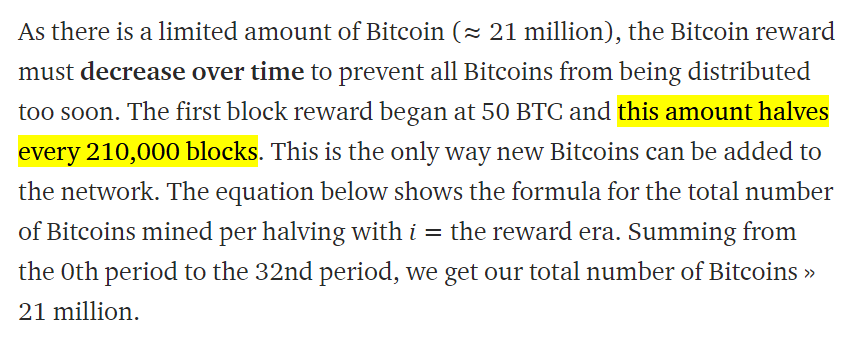 As there is a limited amount of Bitcoin (≈ 21 million), the Bitcoin reward
must decrease over time to prevent all Bitcoins from being distributed
too soon. The first block reward began at 50 BTC and this amount halves
every 210,000 blocks. This is the only way new Bitcoins can be added to
the network. The equation below shows the formula for the total number
of Bitcoins mined per halving with i = the reward era. Summing from
the 0th period to the 32nd period, we get our total number of Bitcoins »
21 million.